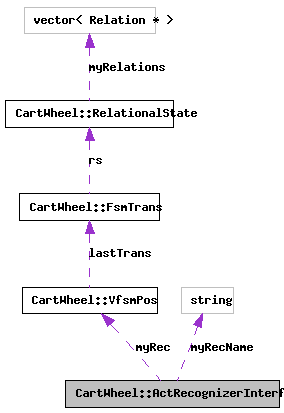 vector< Relation * >
myRelations
CartWheel::RelationalState
rs
CartWheel::FsmTrans
lastTrans
CartWheel::VfsmPos
string
myRec
myRecName
CartWheel::ActRecognizerInterf